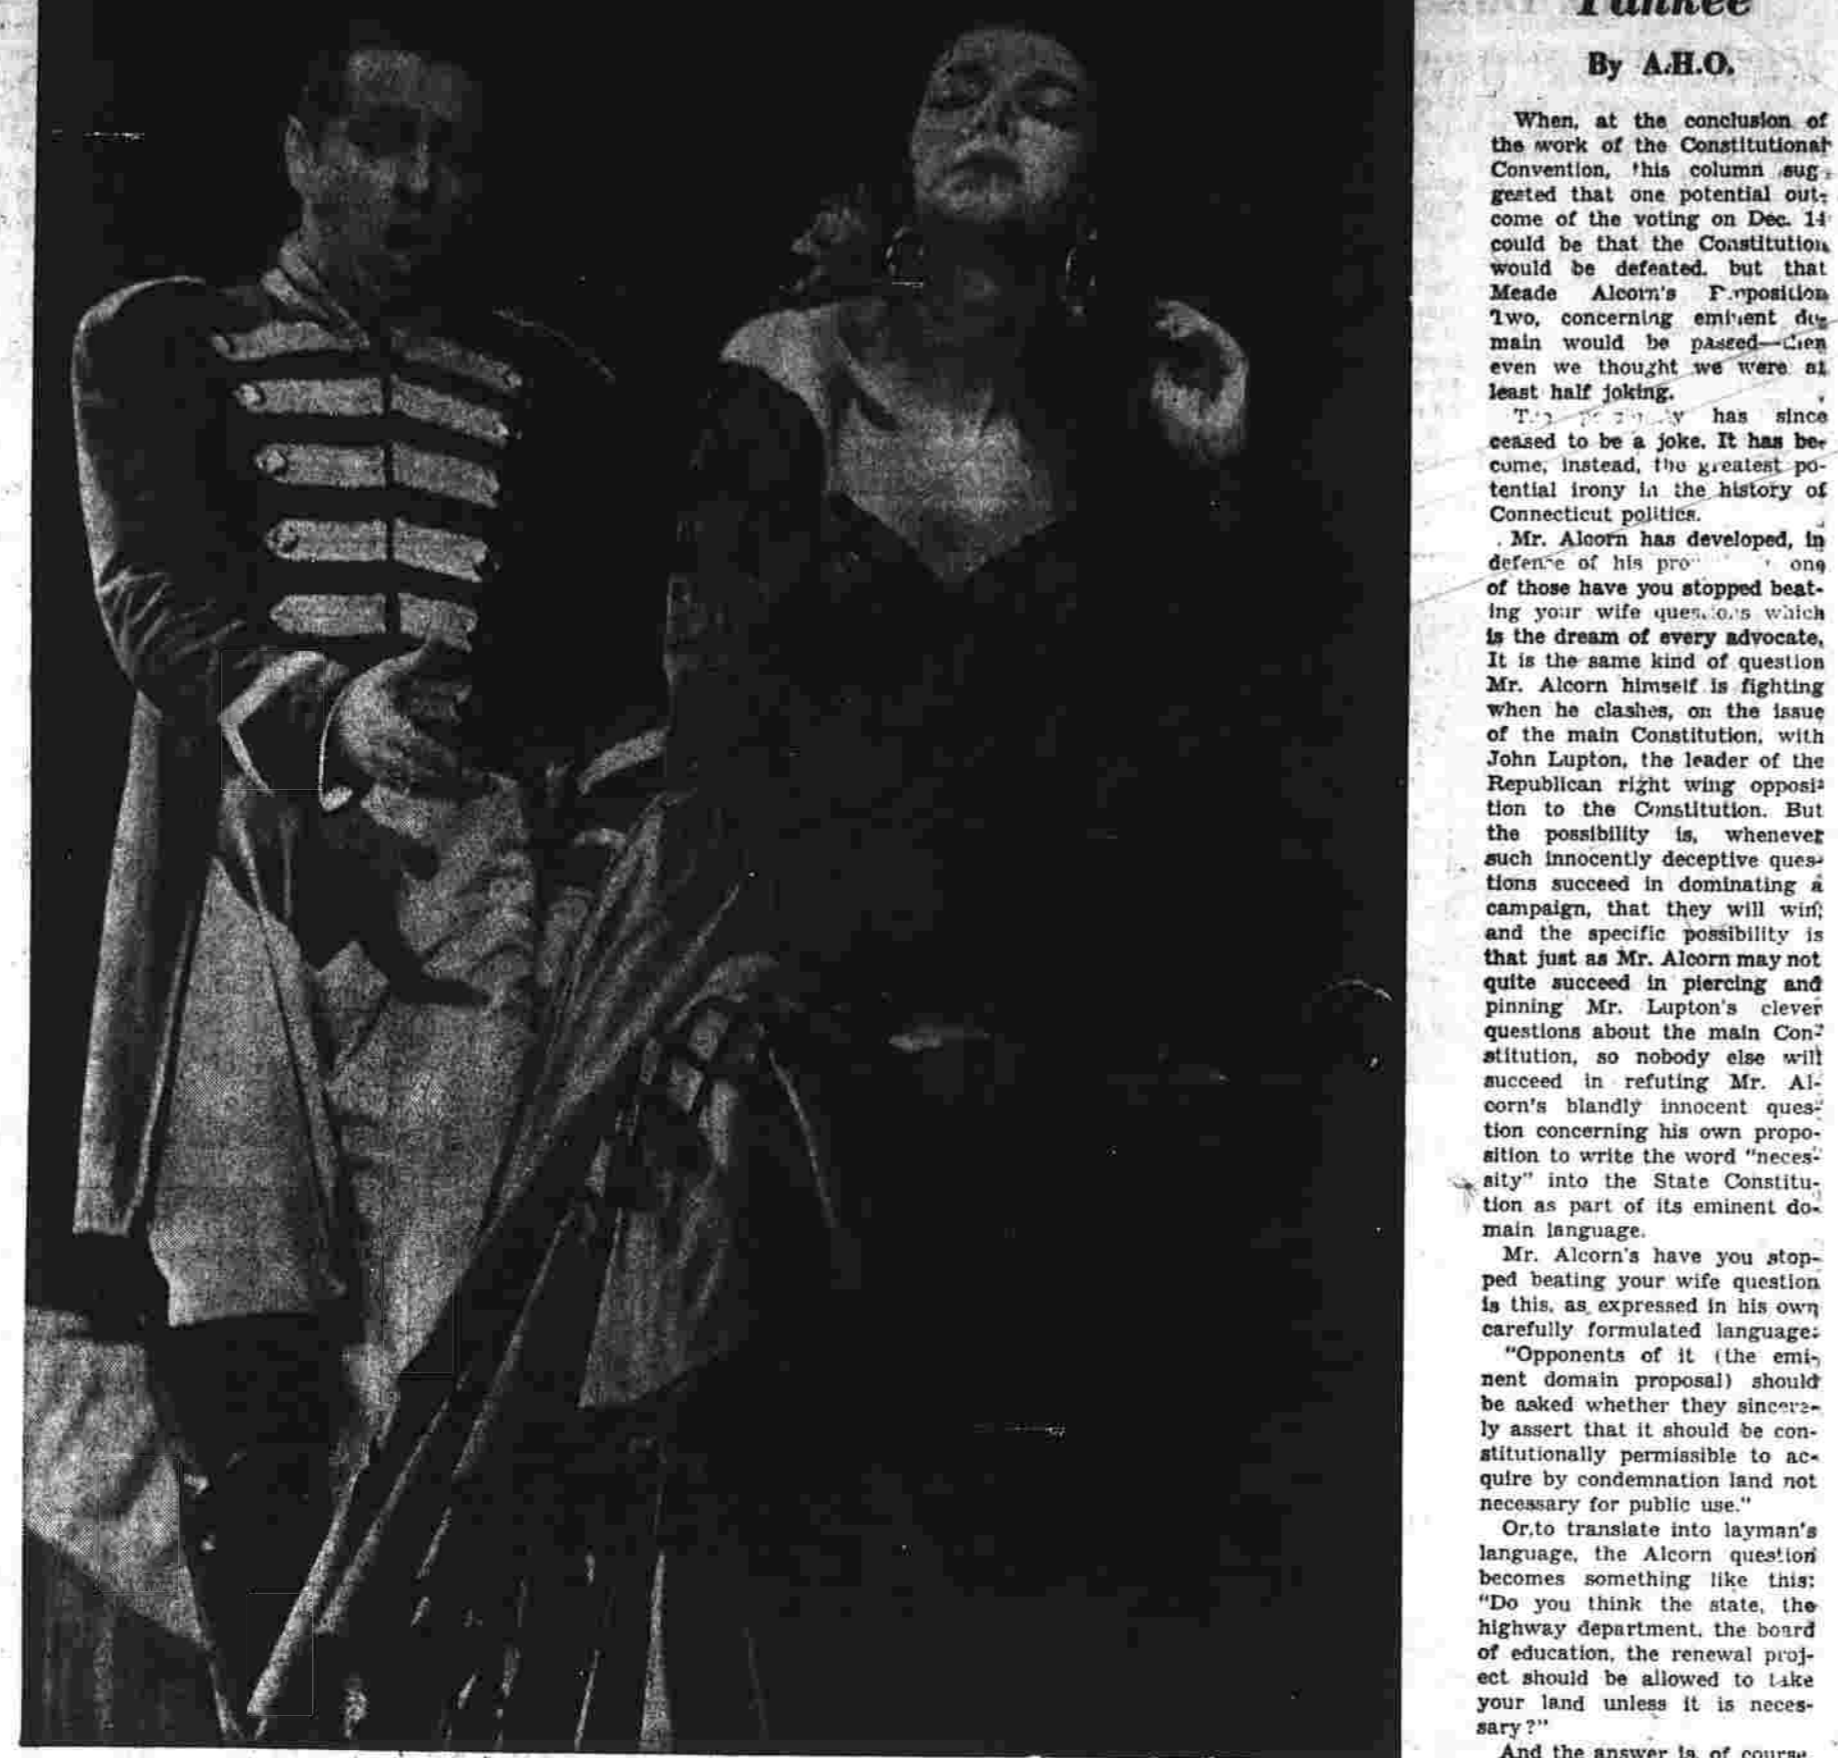 Yankee
By A.H.O.
When, at the conclusion of
the work of the Constitutional
Convention, this column sug-
gested that one potential out-
come of the voting on Dec. 14
could be that the Constitution
would be defeated, but that
Meade Alcorn's Proposition
Two, concerning eminent do-
main would be passed—then
even we thought we were at
least half joking.
has since
ceased to be a joke. It has be-
come, instead, the greatest po-
tential irony in the history of
Connecticut politics.
Mr. Alcorn has developed, in
defense of his one
of those have you stopped beat-
ing your wife questions which
is the dream of every advocate.
It is the same kind of question
Mr. Alcorn himself is fighting
when he clashes, on the issue
of the main Constitution, with
John Lupton, the leader of the
Republican right wing opposi-
tion to the Constitution. But
the possibility is, whenever
such innocently deceptive ques-
tions succeed in dominating a
campaign, that they will win;
and the specific possibility is
that just as Mr. Alcorn may not
quite succeed in piercing and
pinning Mr. Lupton's clever
questions about the main Con-
stitution, so nobody else will
succeed in refuting Mr. Al-
corn's blandly innocent ques-
tion concerning his own propo-
sition to write the word "neces-
sity" into the State Constitu-
tion as part of its eminent do-
main language.
Mr. Alcorn's have you stop-
ped beating your wife question
is this, as expressed in his own
carefully formulated language:
"Opponents of it (the emi-
nent domain proposal) should
be asked whether they sincere-
ly assert that it should be con-
stitutionally permissible to ac-
quire by condemnation land not
necessary for public use."
Or, to translate into layman's
language, the Alcorn question
becomes something like this:
"Do you think the state, the
highway department, the board
of education, the renewal proj-
ect should be allowed to take
your land unless it is neces-
sary?"
And the answer is, of course,